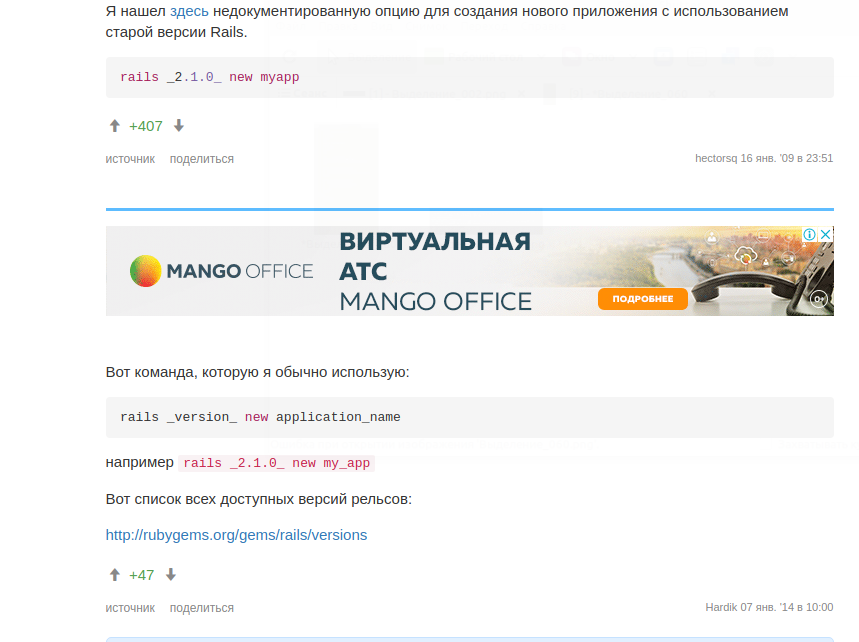 Я нашел здесь недокументированную опцию для создания нового приложения с использованием
старой версии Rails.
rails _2.1.0_ new myapp
+407
источник поделиться
hectorsq 16 янв. '09 в 23:51
MANGO OFFICE
ВИРТУАЛЬНАЯ
АТС
MANGO OFFICE
ПОДРОБНЕЕ
0+
Вот команда, которую я обычно использую:
rails _version_ new application_name
например rails _2.1.0_ new my_app
Вот список всех доступных версий рельсов:
http://rubygems.org/gems/rails/versions
+47
источник поделиться
Hardik 07 янв. '14 в 10:00